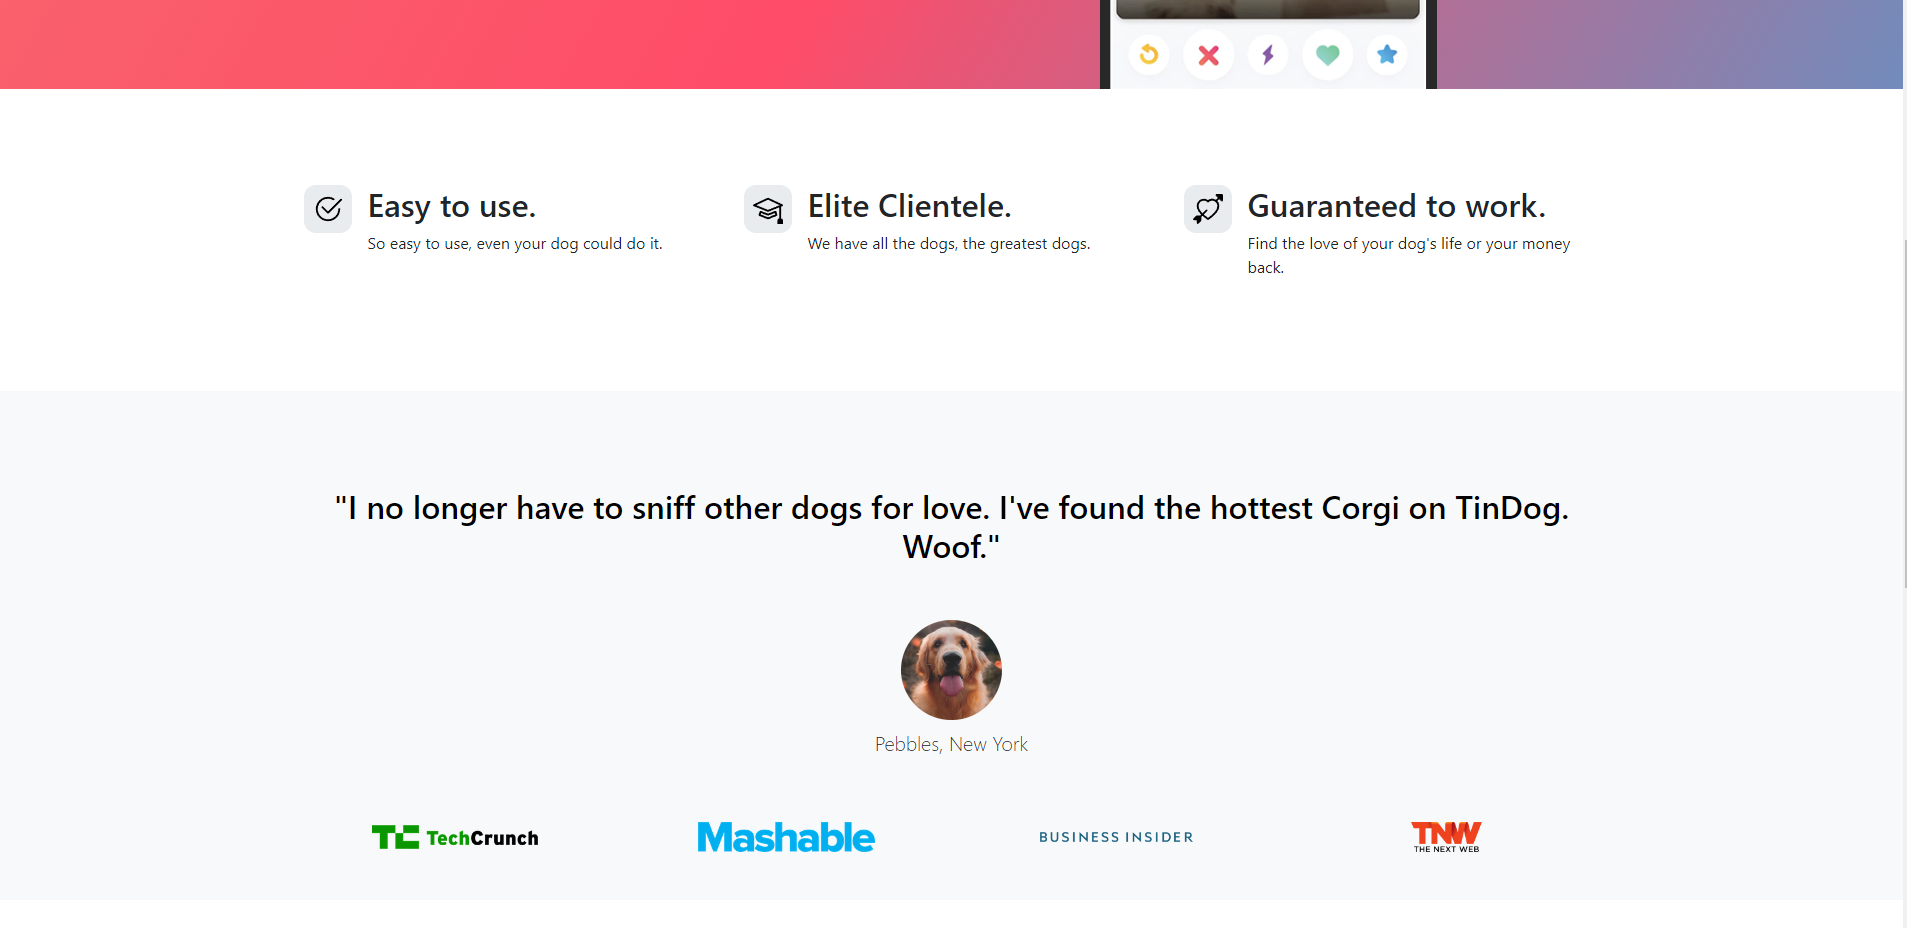 Easy to use.
So easy to use, even your dog could do it.
Elite Clientele.
We have all the dogs, the greatest dogs.
Guaranteed to work.
Find the love of your dog's life or your money
back.
"I no longer have to sniff other dogs for love. I've found the hottest Corgi on TinDog.
Woof."
Pebbles, New York
TC TechCrunch
Mashable
BUSINESS INSIDER
TNW
THE NEXT WEB